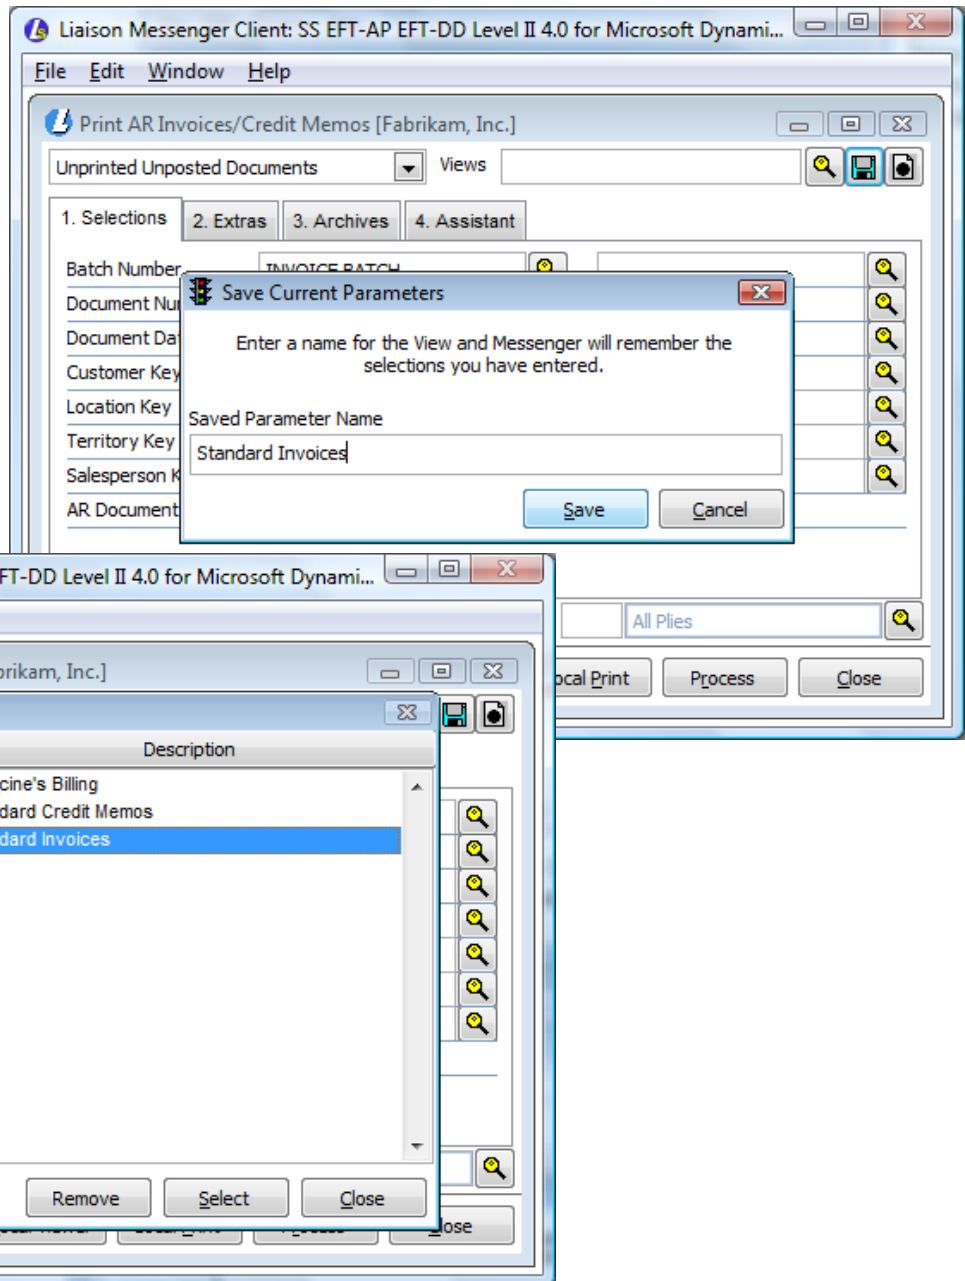 Liaison Messenger Client: SS EFT-AP EFT-DD Level II 4.0 for Microsoft Dynami...
File Edit Window Help
Print AR Invoices/Credit Memos [Fabrikam, Inc.]
Unprinted Unposted Documents Views
1. Selections 2. Extras 3. Archives 4. Assistant
Batch Number INVOICE BATCH
Save Current Parameters
Document Nu
Document Da
Enter a name for the View and Messenger will remember the
selections you have entered.
Customer Key
Location Key
Saved Parameter Name
Territory Key
Standard Invoices
Salesperson K
AR Document
Save Cancel
FT-DD Level II 4.0 for Microsoft Dynami...
All Plies
brikam, Inc.]
ocal Print Process Close
Description
cine's Billing
dard Credit Memos
dard Invoices
Remove Select Close
lose